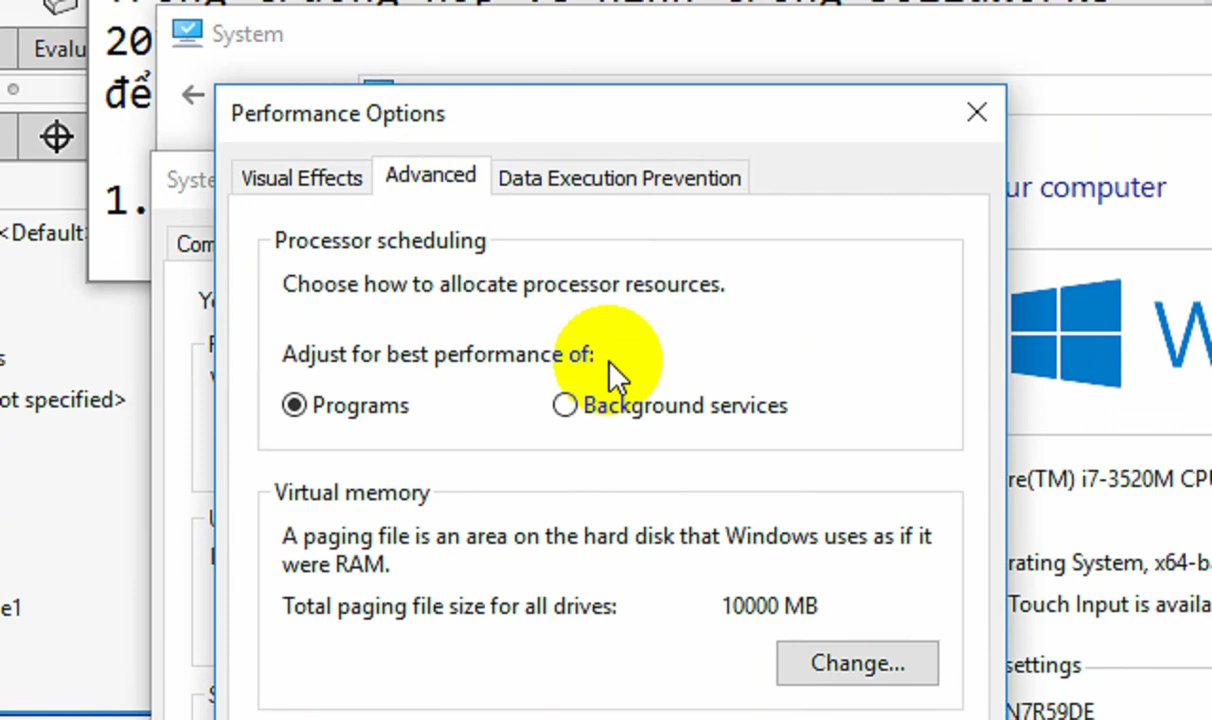 20
System
Evalu
để
Performance Options
Visual Effects
Advanced
Data Execution Prevention
Syste
ur computer
1.
<Default
Com
Processor scheduling
Choose how to allocate processor resources.
Adjust for best performance of:
ot specified>
Programs
Background services
re(TM) i7-3520M CPU
Virtual memory
A paging file is an area on the hard disk that Windows uses as if it
were RAM.
rating System, x64-ba
Total paging file size for all drives:
10000 MB
Touch Input is availa
e1
Change...
settings
N7R59DE